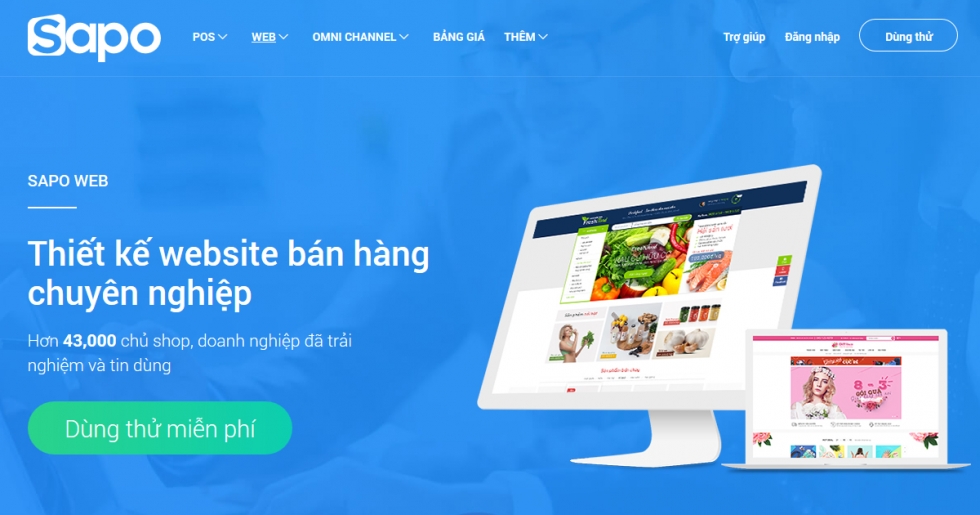 Sapo
POS
WEB
OMNI CHANNEL
BẢNG GIÁ
THÊM
Trợ giúp
Đăng nhập
Dùng thử
SAPO WEB
Thiết kế website bán hàng
chuyên nghiệp
Hơn 43,000 chủ shop, doanh nghiệp đã trải
nghiệm và tin dùng
Dùng thử miễn phí
8 - 3